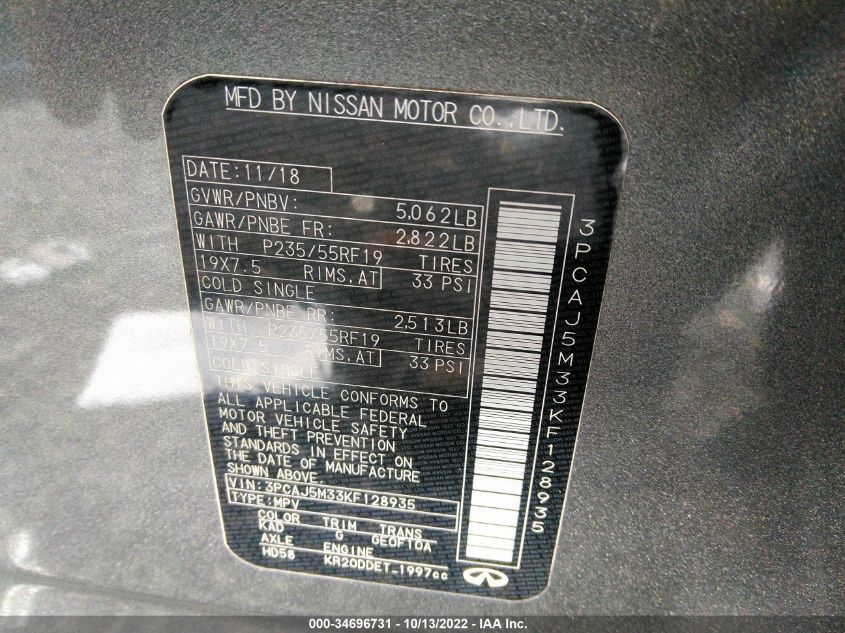 MFD BY NISSAN MOTOR CO.,LTD.
DATE:11/18
GVWR/PNBV: 5,062LB
GAWR/PNBE FR: 2,822LB
WITH P235/55RF19 TIRES
19X7.5 RIMS,AT 33 PSI
COLD SINGLE
GAWR/PNBE RR: 2,513LB
WITH P235/55RF19 TIRES
19X7.5 RIMS,AT 33 PSI
COLD SINGLE
THIS VEHICLE CONFORMS TO
ALL APPLICABLE FEDERAL
MOTOR VEHICLE SAFETY
AND THEFT PREVENTION
STANDARDS IN EFFECT ON
THE DATE OF MANUFACTURE
SHOWN ABOVE.
VIN:3PCAJ5M33KF128935
TYPE:MPV
COLOR TRIM TRANS
KAD G GE0F10A
AXLE ENGINE
HD58 KR20DDET 1997cc
3PCAJ5M33KF128935
000-34696731 - 10/13/2022 - IAA Inc.